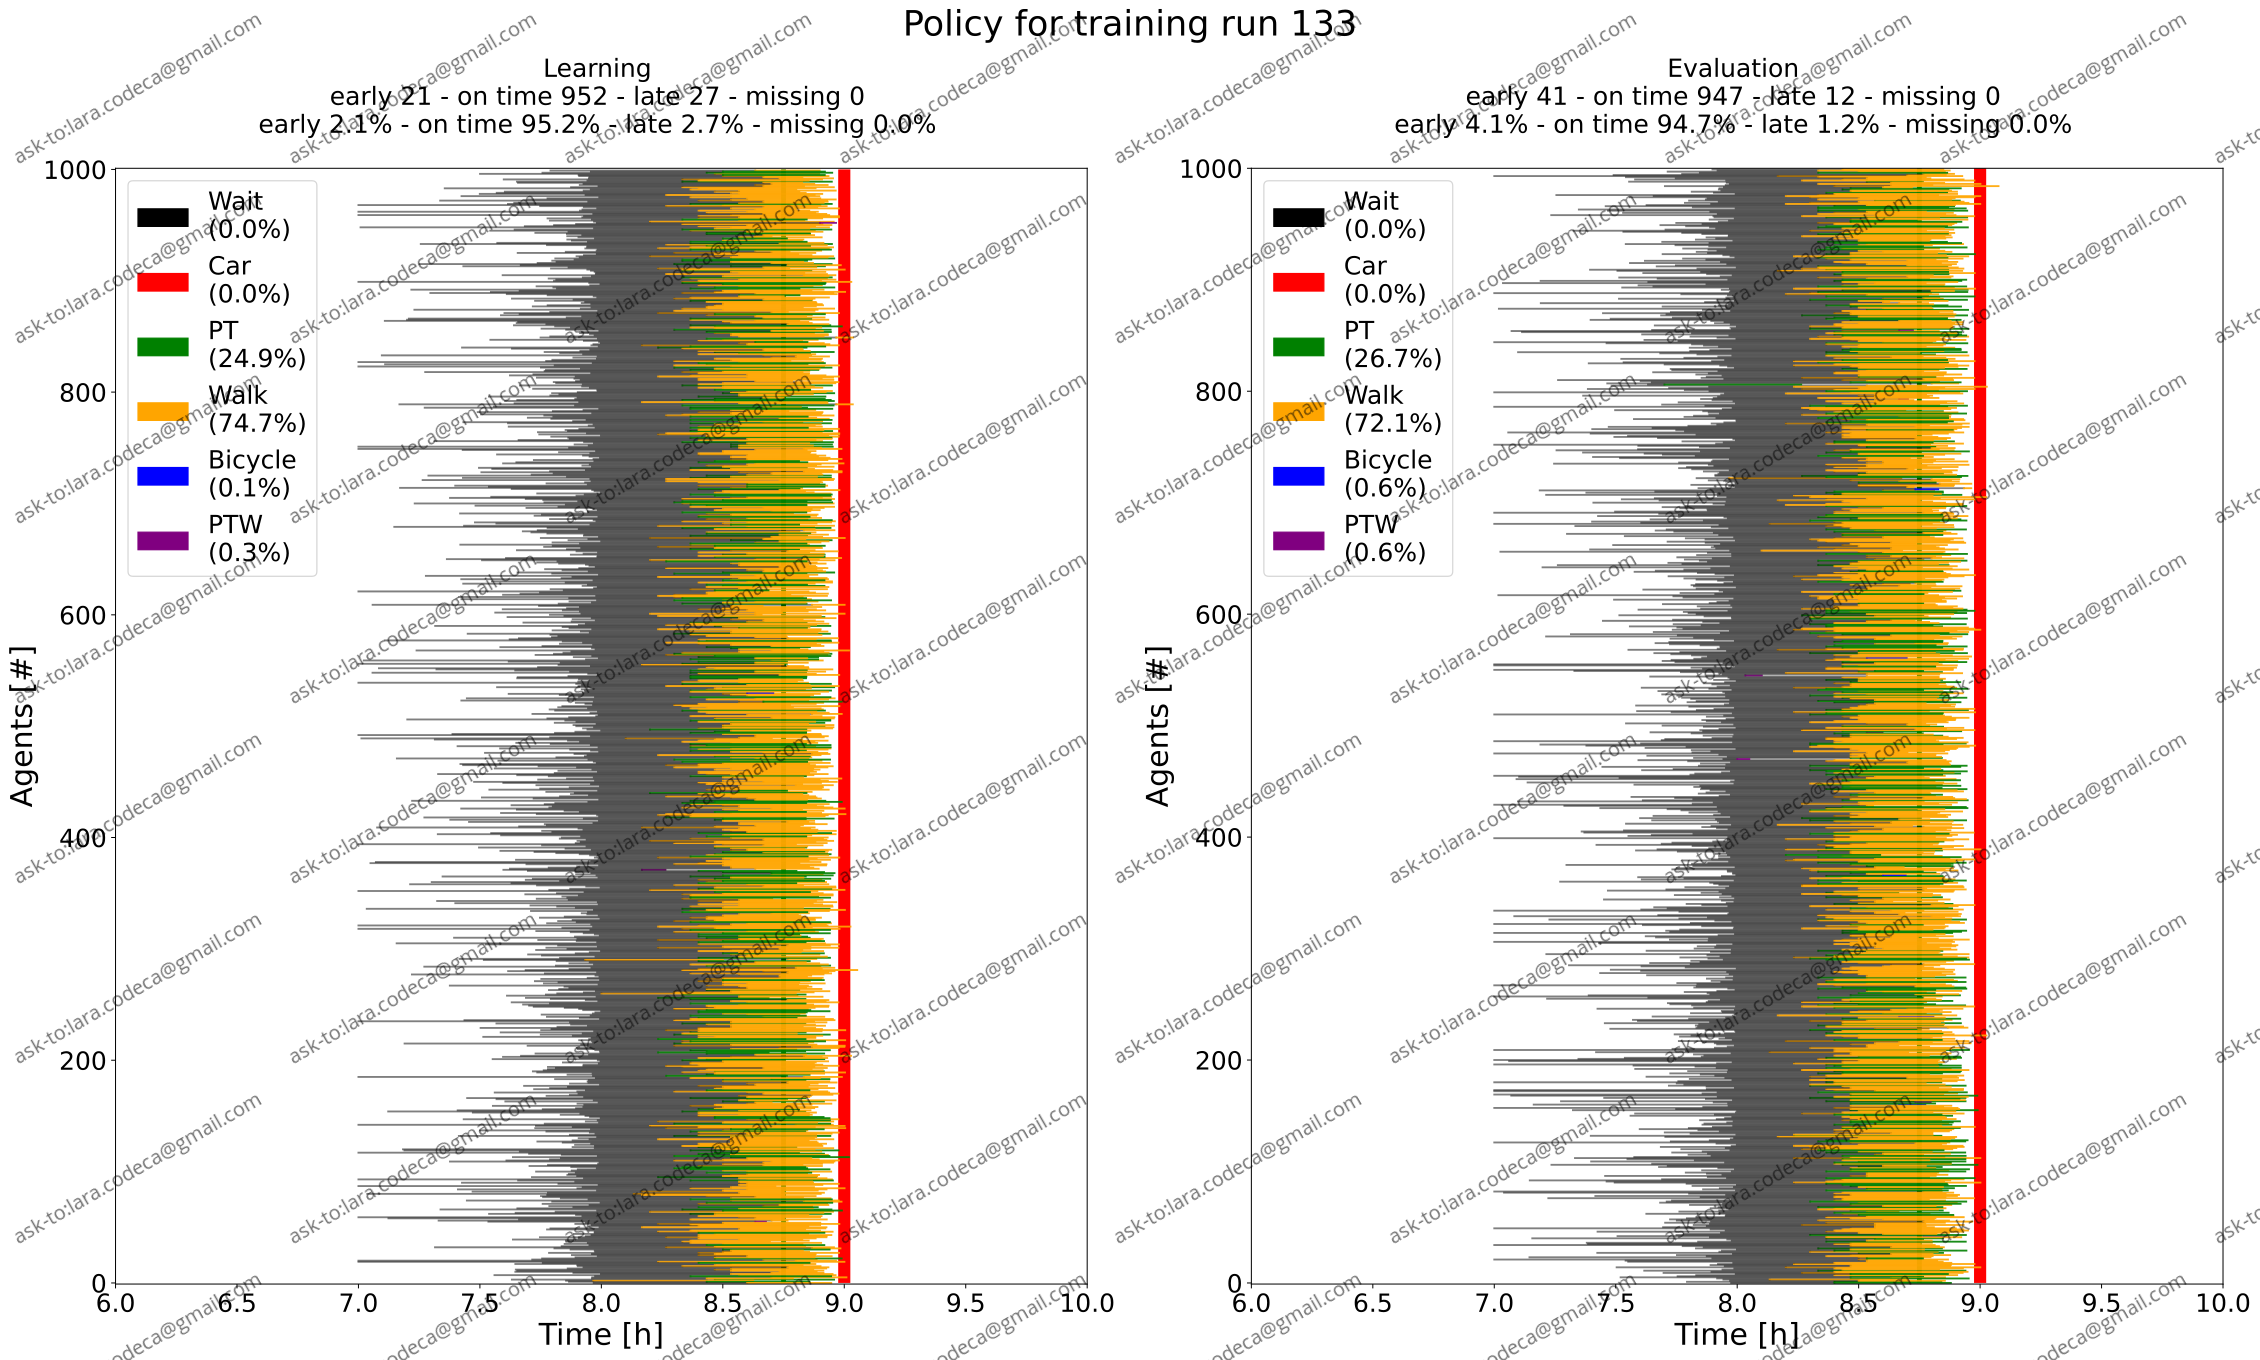 Policy for training run 133
Learning
early 21 - on time 952 - late 27 - missing 0
early 2.1% - on time 95.2% - late 2.7% - missing 0.0%
1000
800
600
400
200
0
Agents [#]
Wait
(0.0%)
Car
(0.0%)
PT
(24.9%)
Walk
(74.7%)
Bicycle
(0.1%)
PTW
(0.3%)
6.0 6.5 7.0 7.5 8.0 8.5 9.0 9.5 10.0
Time [h]
Evaluation
early 41 - on time 947 - late 12 - missing 0
early 4.1% - on time 94.7% - late 1.2% - missing 0.0%
1000
800
600
400
200
0
Agents [#]
Wait
(0.0%)
Car
(0.0%)
PT
(26.7%)
Walk
(72.1%)
Bicycle
(0.6%)
PTW
(0.6%)
6.0 6.5 7.0 7.5 8.0 8.5 9.0 9.5 10.0
Time [h]
ask-to:lara.codeca@gmail.com